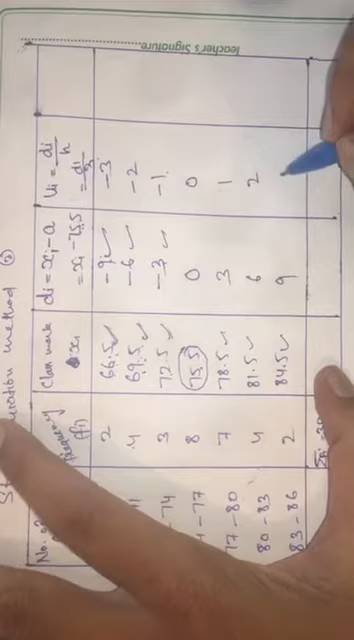 Teacher's Signature
method
No. of
(fi)
Class mark
xi
di = xi - a
= xi - 75.5
ui = di/h
= di/3
2 66.5 ✓ -9 ✓ -3
4 69.5 ✓ -6 ✓ -2
- 74 3 72.5 ✓ -3 ✓ -1
- 77 8 75.5 0 0
77 - 80 7 78.5 ✓ 3 1
80 - 83 4 81.5 ✓ 6 2
83 - 86 2 84.5 ✓ 9